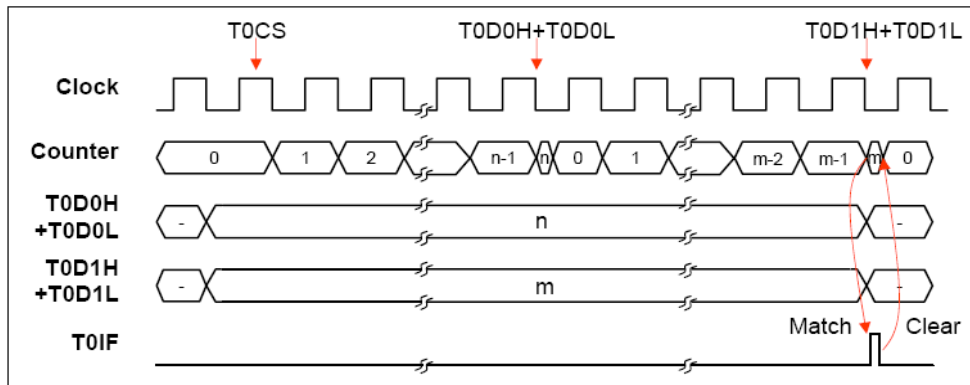 T0CS T0D0H+T0D0L T0D1H+T0D1L
Clock
Counter 0 1 2 n-1 n 0 1 m-2 m-1 m 0
T0D0H
+T0D0L - n -
T0D1H
+T0D1L - m -
Match Clear
T0IF